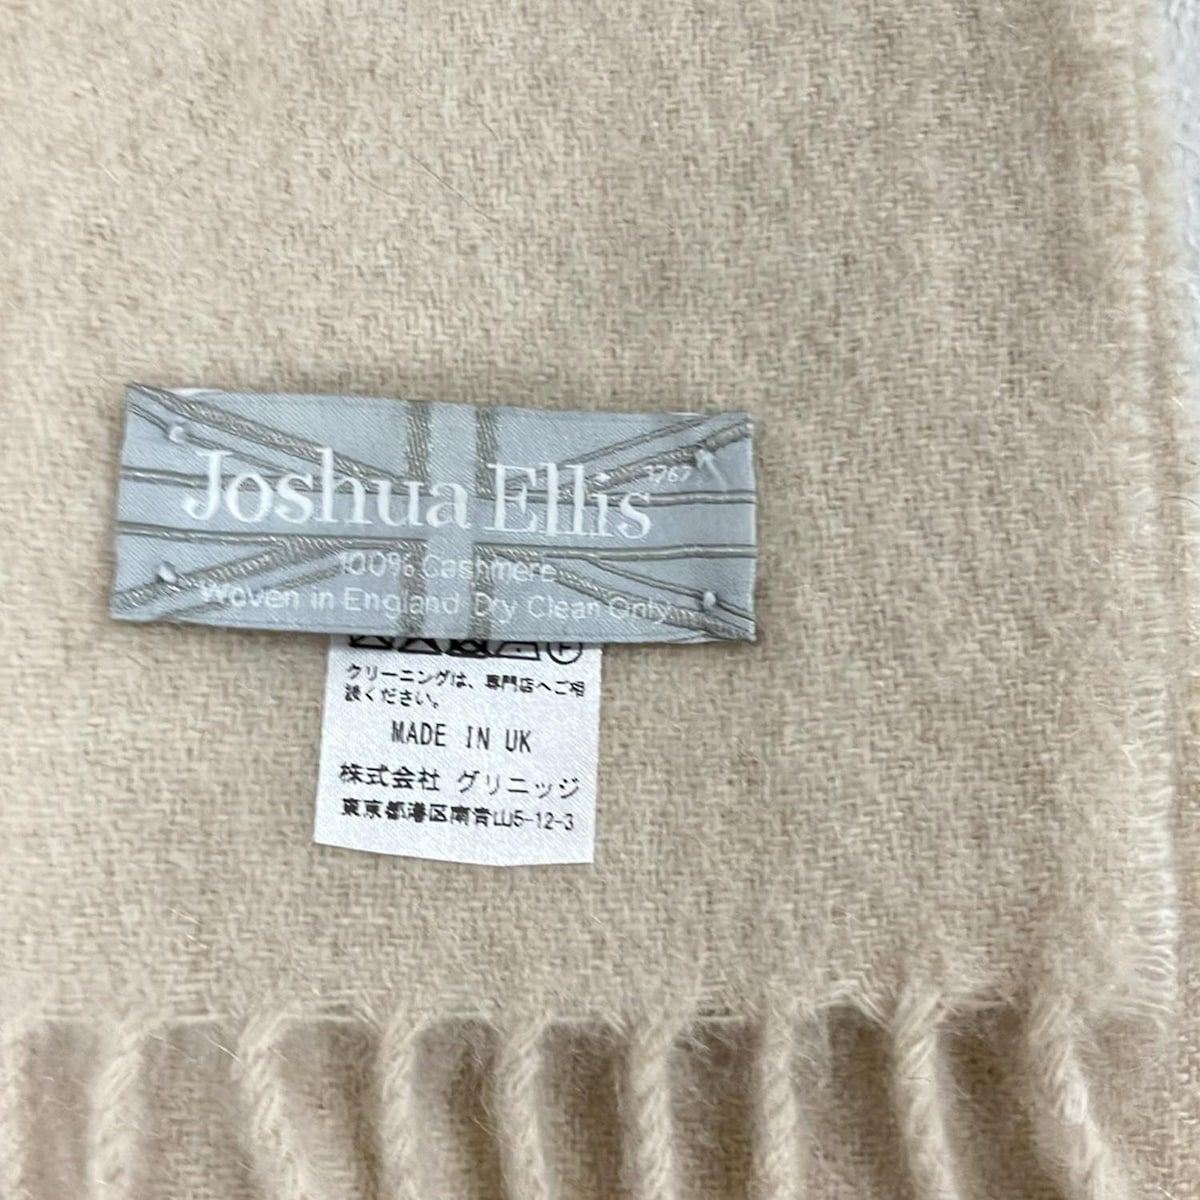 Joshua Ellis 1767
100% Cashmere
Woven in England Dry Clean Only
クリーニングは、専門店へご相
談ください。
MADE IN UK
株式会社 グリニッジ
東京都港区南青山5-12-3